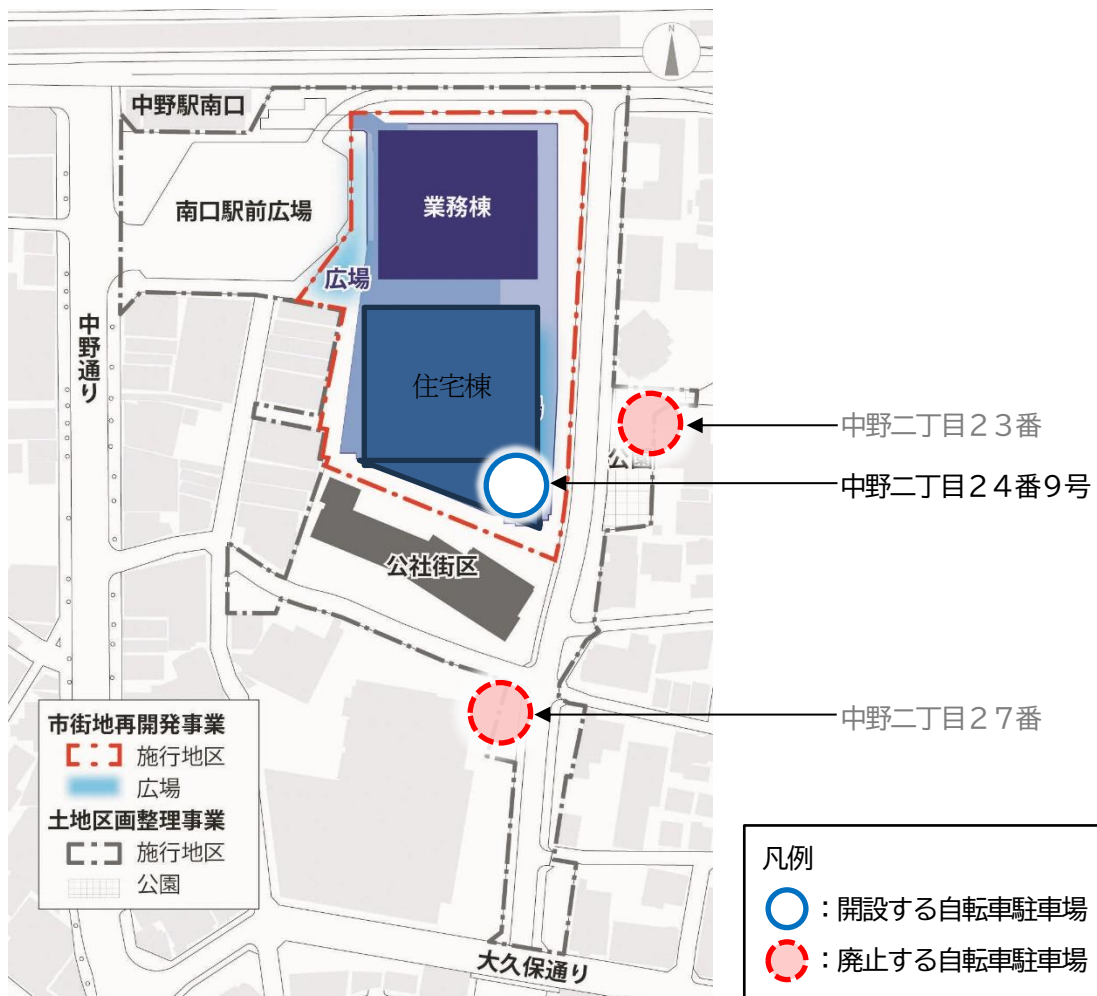 N
中野駅南口
南口駅前広場
業務棟
広場
中野通り
住宅棟
中野二丁目23番
公園
中野二丁目24番9号
公社街区
中野二丁目27番
市街地再開発事業
施行地区
広場
土地区画整理事業
施行地区
公園
大久保通り
凡例
:開設する自転車駐車場
:廃止する自転車駐車場